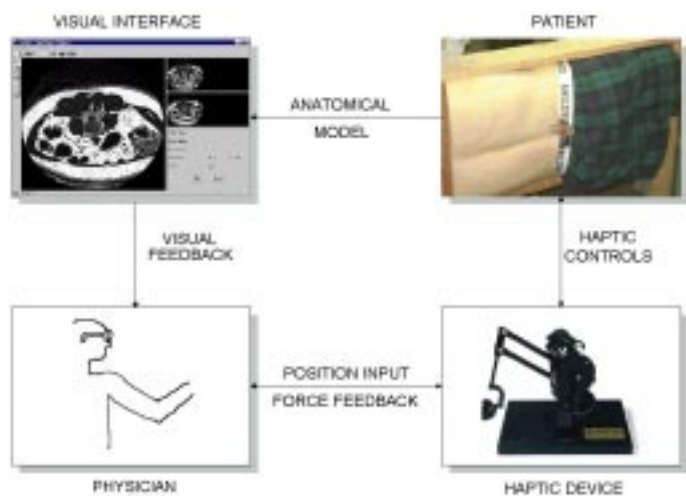 VISUAL INTERFACE
PATIENT
ANATOMICAL
MODEL
VISUAL
FEEDBACK
HAPTIC
CONTROLS
POSITION INPUT
FORCE FEEDBACK
PHYSICIAN
HAPTIC DEVICE